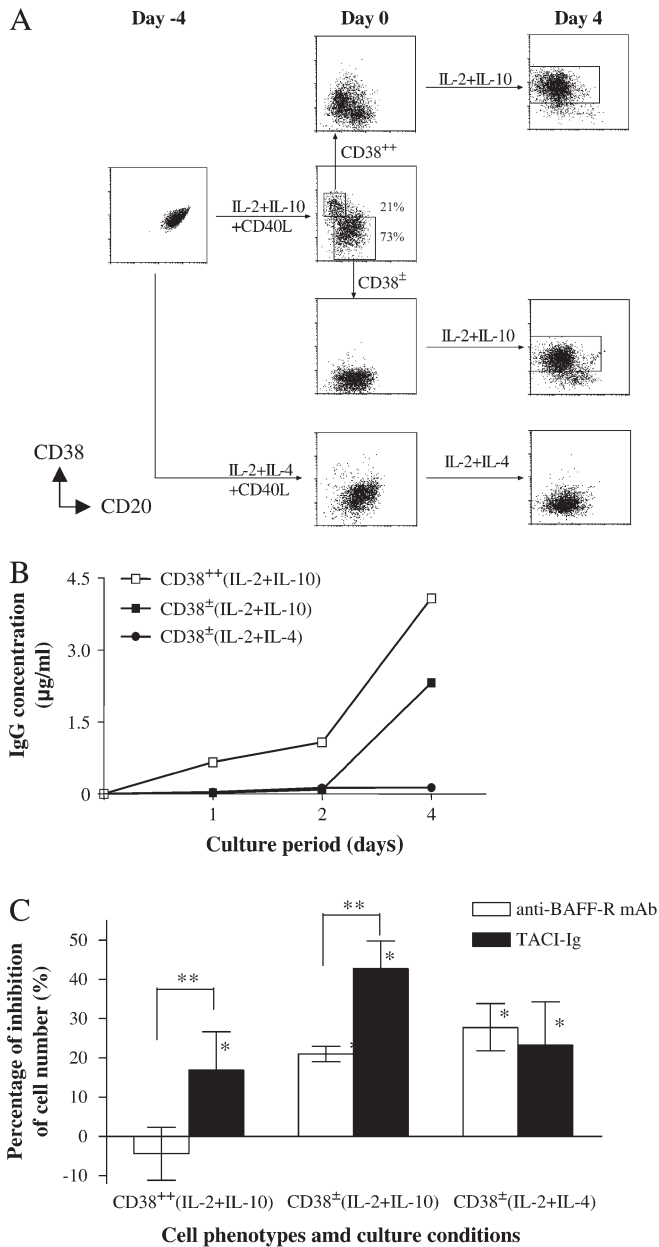 A
Day -4
Day 0
Day 4
IL-2+IL-10
CD38++
IL-2+IL-10
+CD40L
21%
73%
CD38±
IL-2+IL-10
IL-2+IL-4
+CD40L
IL-2+IL-4
CD38
CD20
B
CD38++(IL-2+IL-10)
CD38±(IL-2+IL-10)
CD38±(IL-2+IL-4)
IgG concentration
(µg/ml)
4.5
3.0
1.5
0
1
2
4
Culture period (days)
C
anti-BAFF-R mAb
TACI-Ig
Percentage of inhibition
of cell number (%)
50
40
30
20
10
0
-10
**
*
**
*
*
*
*
CD38++(IL-2+IL-10)
CD38±(IL-2+IL-10)
CD38±(IL-2+IL-4)
Cell phenotypes amd culture conditions